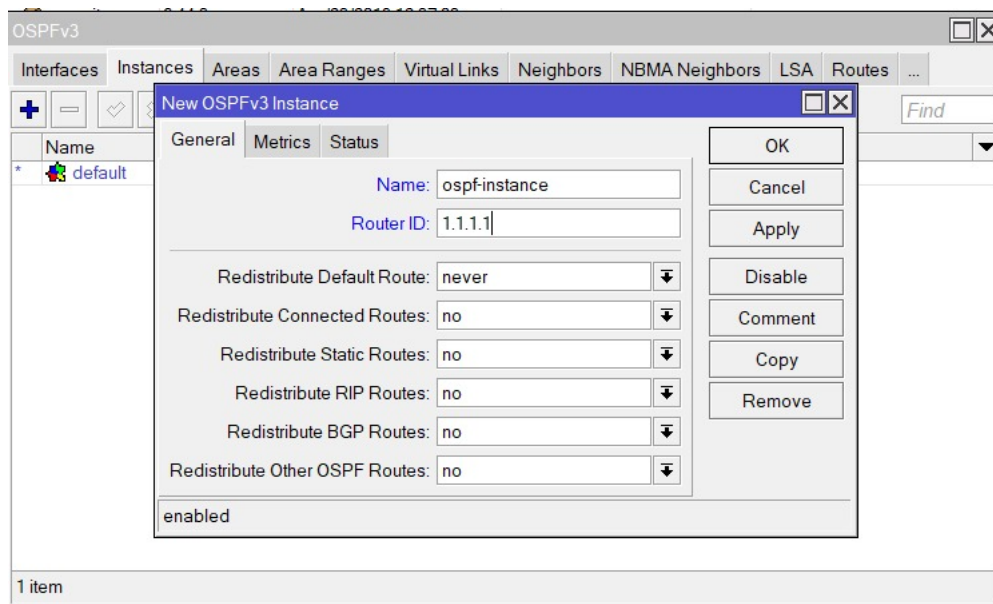 OSPFv3
Interfaces Instances Areas Area Ranges Virtual Links Neighbors NBMA Neighbors LSA Routes ...
Find
Name
* default
New OSPFv3 Instance
General Metrics Status
Name: ospf-instance
Router ID: 1.1.1.1
Redistribute Default Route: never
Redistribute Connected Routes: no
Redistribute Static Routes: no
Redistribute RIP Routes: no
Redistribute BGP Routes: no
Redistribute Other OSPF Routes: no
enabled
OK
Cancel
Apply
Disable
Comment
Copy
Remove
1 item